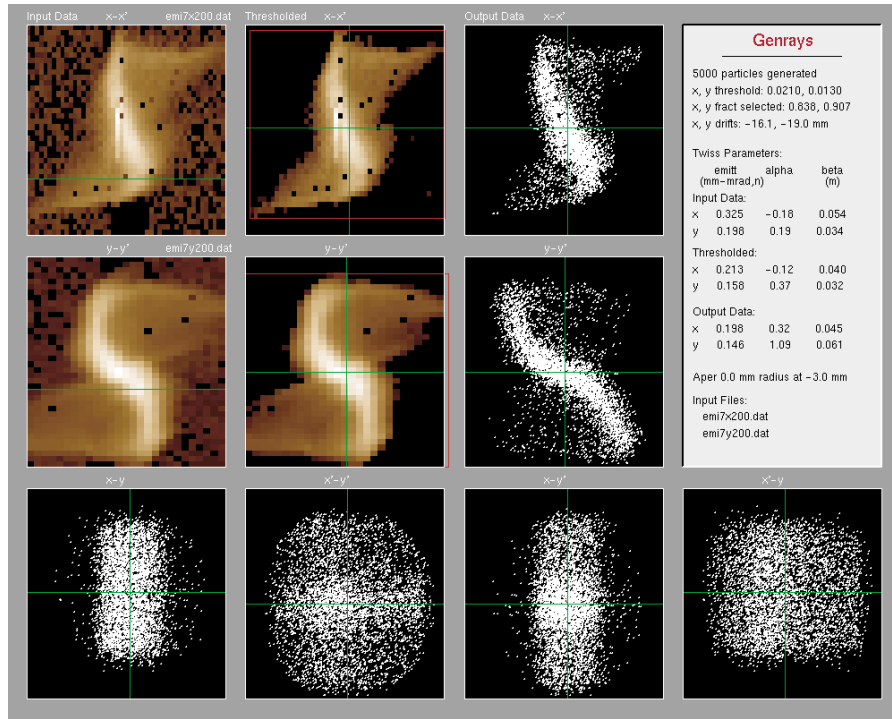 Input Data x-x' emi7x200.dat
Thresholded x-x'
Output Data x-x'
Genrays
5000 particles generated
x, y threshold: 0.0210, 0.0130
x, y fract selected: 0.838, 0.907
x, y drifts: -16.1, -19.0 mm
Twiss Parameters:
emitt alpha beta
(mm-mrad,n) (m)
Input Data:
x 0.325 -0.18 0.054
y 0.198 0.19 0.034
Thresholded:
x 0.213 -0.12 0.040
y 0.158 0.37 0.032
Output Data:
x 0.198 0.32 0.045
y 0.146 1.09 0.061
Aper 0.0 mm radius at -3.0 mm
Input Files:
emi7x200.dat
emi7y200.dat
y-y' emi7y200.dat
y-y'
y-y'
x-y
x'-y'
x-y'
x'-y